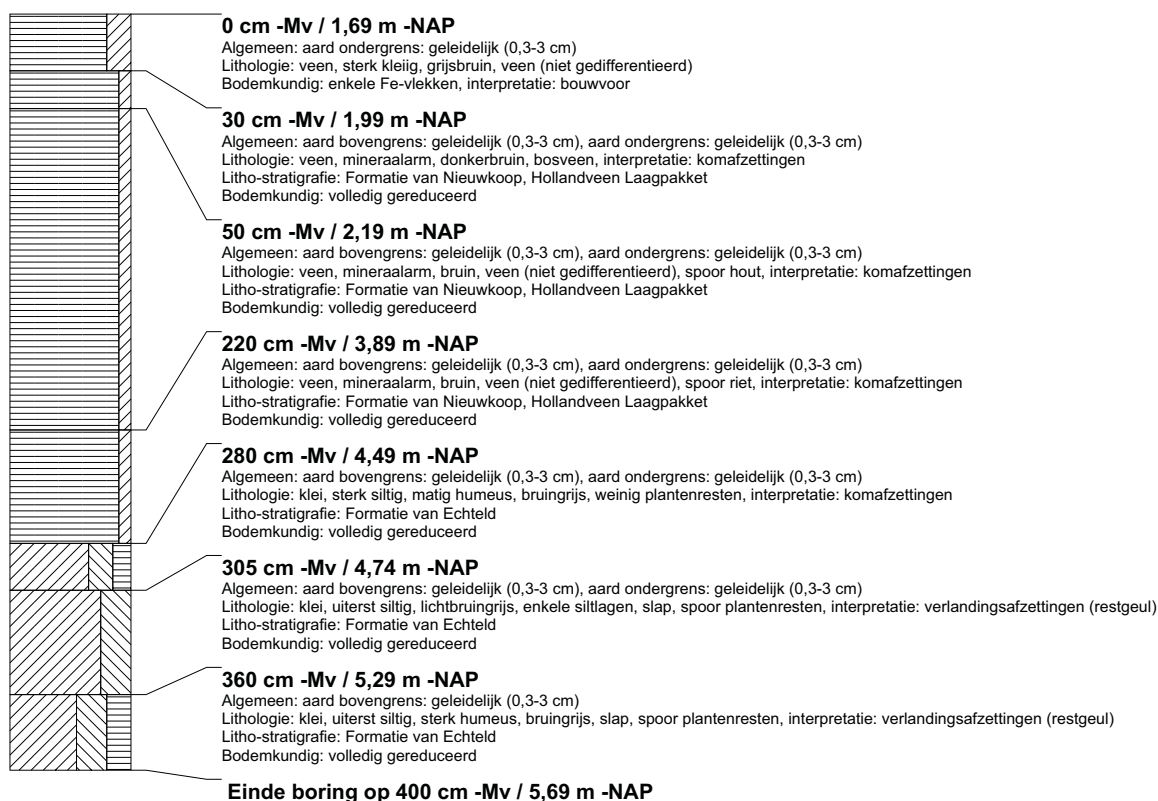 0 cm -Mv / 1,69 m -NAP
Algemeen: aard ondergrens: geleidelijk (0,3-3 cm)
Lithologie: veen, sterk kleiig, grijsbruin, veen (niet gedifferentieerd)
Bodemkundig: enkele Fe-vlekken, interpretatie: bouwvoor
30 cm -Mv / 1,99 m -NAP
Algemeen: aard bovengrens: geleidelijk (0,3-3 cm), aard ondergrens: geleidelijk (0,3-3 cm)
Lithologie: veen, mineraalarm, donkerbruin, bosveen, interpretatie: komafzettingen
Litho-stratigrafie: Formatie van Nieuwkoop, Hollandveen Laagpakket
Bodemkundig: volledig gereduceerd
50 cm -Mv / 2,19 m -NAP
Algemeen: aard bovengrens: geleidelijk (0,3-3 cm), aard ondergrens: geleidelijk (0,3-3 cm)
Lithologie: veen, mineraalarm, bruin, veen (niet gedifferentieerd), spoor hout, interpretatie: komafzettingen
Litho-stratigrafie: Formatie van Nieuwkoop, Hollandveen Laagpakket
Bodemkundig: volledig gereduceerd
220 cm -Mv / 3,89 m -NAP
Algemeen: aard bovengrens: geleidelijk (0,3-3 cm), aard ondergrens: geleidelijk (0,3-3 cm)
Lithologie: veen, mineraalarm, bruin, veen (niet gedifferentieerd), spoor riet, interpretatie: komafzettingen
Litho-stratigrafie: Formatie van Nieuwkoop, Hollandveen Laagpakket
Bodemkundig: volledig gereduceerd
280 cm -Mv / 4,49 m -NAP
Algemeen: aard bovengrens: geleidelijk (0,3-3 cm), aard ondergrens: geleidelijk (0,3-3 cm)
Lithologie: klei, sterk siltig, matig humeus, bruingrijs, weinig plantenresten, interpretatie: komafzettingen
Litho-stratigrafie: Formatie van Echteld
Bodemkundig: volledig gereduceerd
305 cm -Mv / 4,74 m -NAP
Algemeen: aard bovengrens: geleidelijk (0,3-3 cm), aard ondergrens: geleidelijk (0,3-3 cm)
Lithologie: klei, uiterst siltig, lichtbruingrijs, enkele siltlagen, slap, spoor plantenresten, interpretatie: verlandingsafzettingen (restgeul)
Litho-stratigrafie: Formatie van Echteld
Bodemkundig: volledig gereduceerd
360 cm -Mv / 5,29 m -NAP
Algemeen: aard bovengrens: geleidelijk (0,3-3 cm)
Lithologie: klei, uiterst siltig, sterk humeus, bruingrijs, slap, spoor plantenresten, interpretatie: verlandingsafzettingen (restgeul)
Litho-stratigrafie: Formatie van Echteld
Bodemkundig: volledig gereduceerd
Einde boring op 400 cm -Mv / 5,69 m -NAP